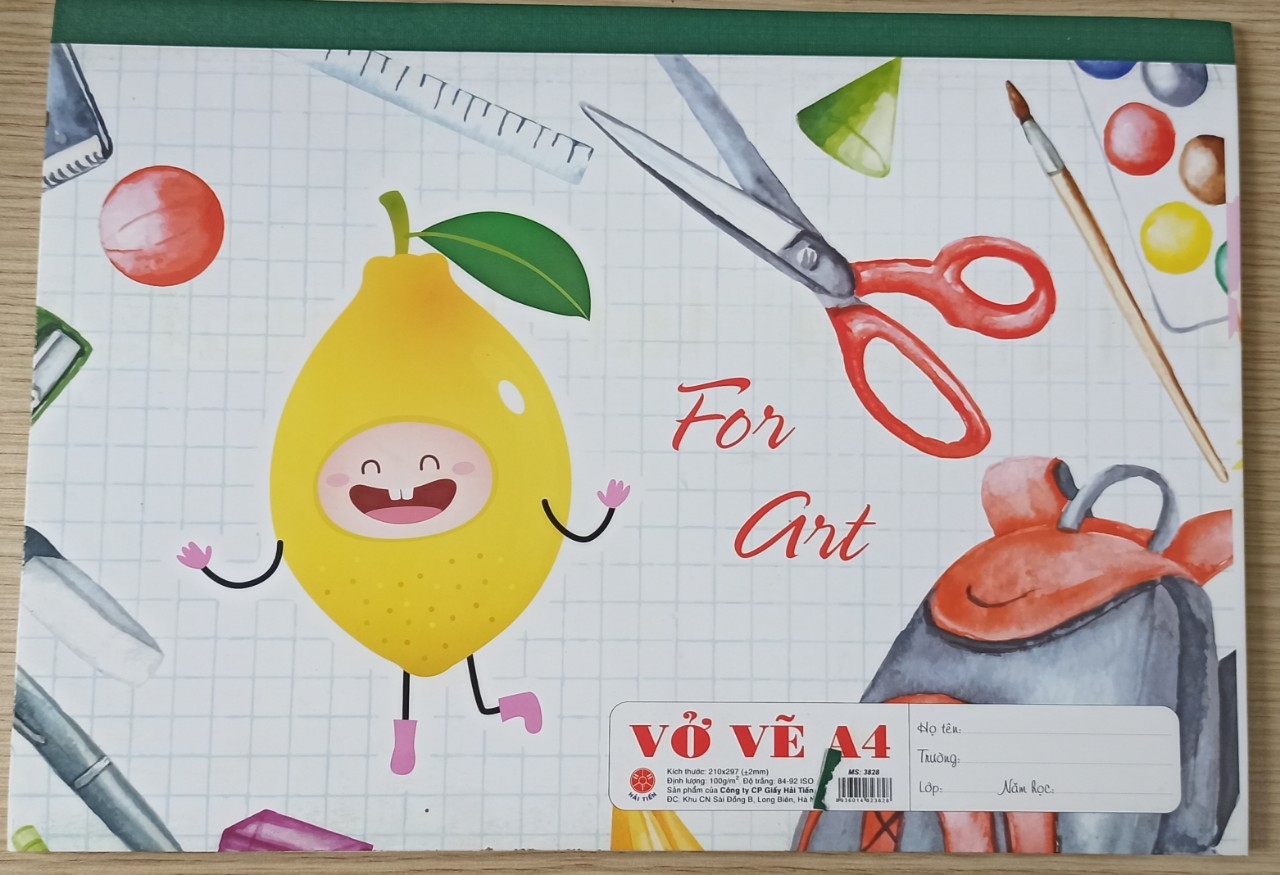 For
Art
VỞ VẼ A4
HẢI TIẾN
Kích thước: 210x297 (±2mm)
Định lượng: 100g/m² Độ trắng: 84-92 ISO
Sản phẩm của Công ty CP Giấy Hải Tiến
ĐC: Khu CN Sài Đồng B, Long Biên, Hà N
MS: 3828
Họ tên:
Trường:
Lớp: Năm học: